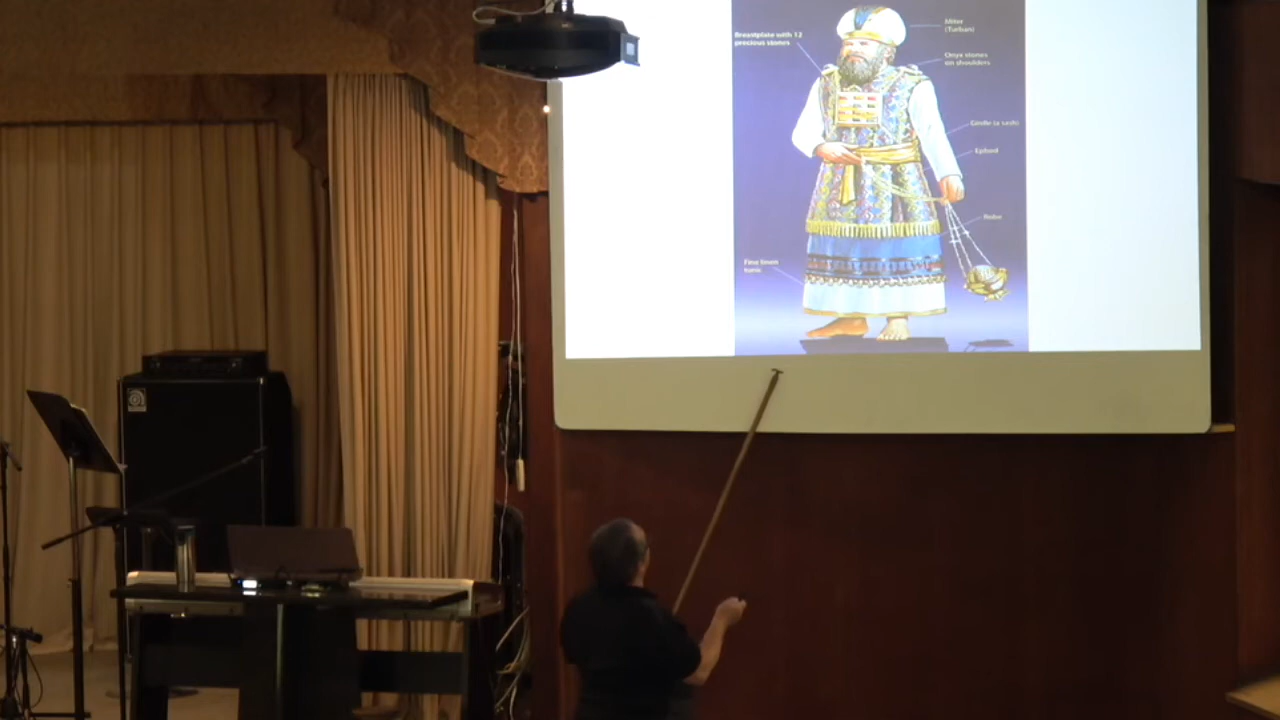 Breastplate with 12
precious stones
Miter
(Turban)
Onyx stones
on shoulders
Girdle (a sash)
Ephod
Robe
Fine linen
tunic